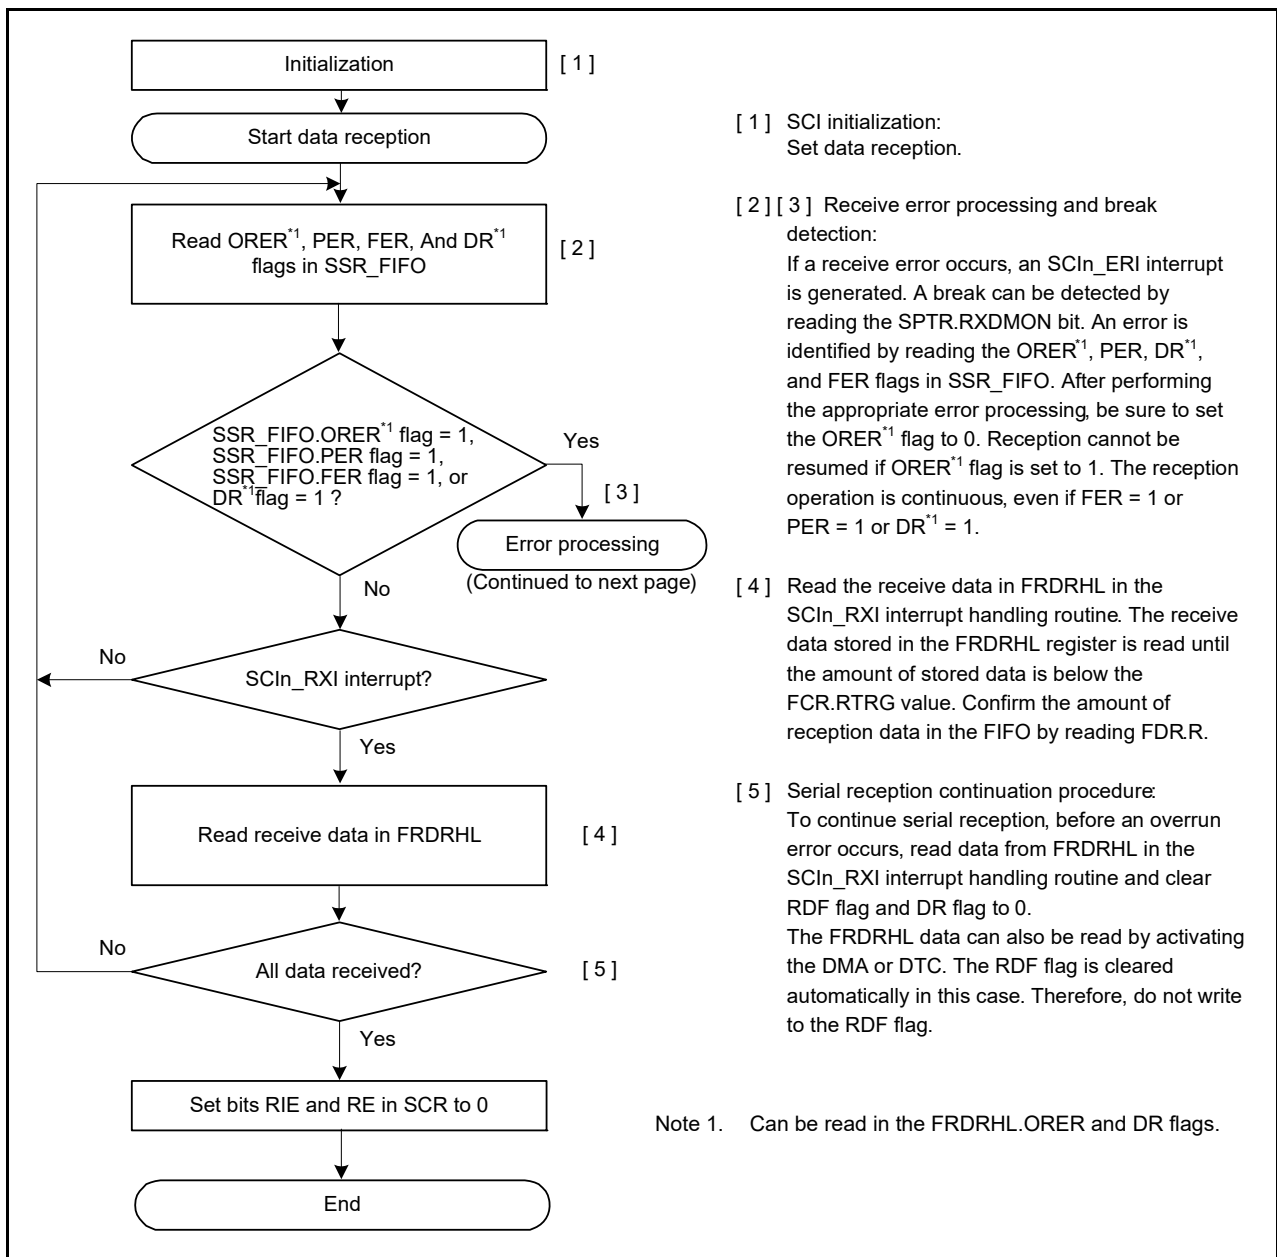 Initialization
[ 1 ]
Start data reception
Read ORER*1, PER, FER, And DR*1
flags in SSR_FIFO
[ 2 ]
SSR_FIFO.ORER*1 flag = 1,
SSR_FIFO.PER flag = 1,
SSR_FIFO.FER flag = 1, or
DR*1flag = 1 ?
Yes
[ 3 ]
Error processing
(Continued to next page)
No
No
SCIn_RXI interrupt?
Yes
Read receive data in FRDRHL
[ 4 ]
No
All data received?
[ 5 ]
Yes
Set bits RIE and RE in SCR to 0
End
[ 1 ] SCI initialization:
Set data reception.
[ 2 ] [ 3 ] Receive error processing and break
detection:
If a receive error occurs, an SCIn_ERI interrupt
is generated. A break can be detected by
reading the SPTR.RXDMON bit. An error is
identified by reading the ORER*1, PER, DR*1,
and FER flags in SSR_FIFO. After performing
the appropriate error processing, be sure to set
the ORER*1 flag to 0. Reception cannot be
resumed if ORER*1 flag is set to 1. The reception
operation is continuous, even if FER = 1 or
PER = 1 or DR*1 = 1.
[ 4 ] Read the receive data in FRDRHL in the
SCIn_RXI interrupt handling routine. The receive
data stored in the FRDRHL register is read until
the amount of stored data is below the
FCR.RTRG value. Confirm the amount of
reception data in the FIFO by reading FDR.R.
[ 5 ] Serial reception continuation procedure:
To continue serial reception, before an overrun
error occurs, read data from FRDRHL in the
SCIn_RXI interrupt handling routine and clear
RDF flag and DR flag to 0.
The FRDRHL data can also be read by activating
the DMA or DTC. The RDF flag is cleared
automatically in this case. Therefore, do not write
to the RDF flag.
Note 1. Can be read in the FRDRHL.ORER and DR flags.